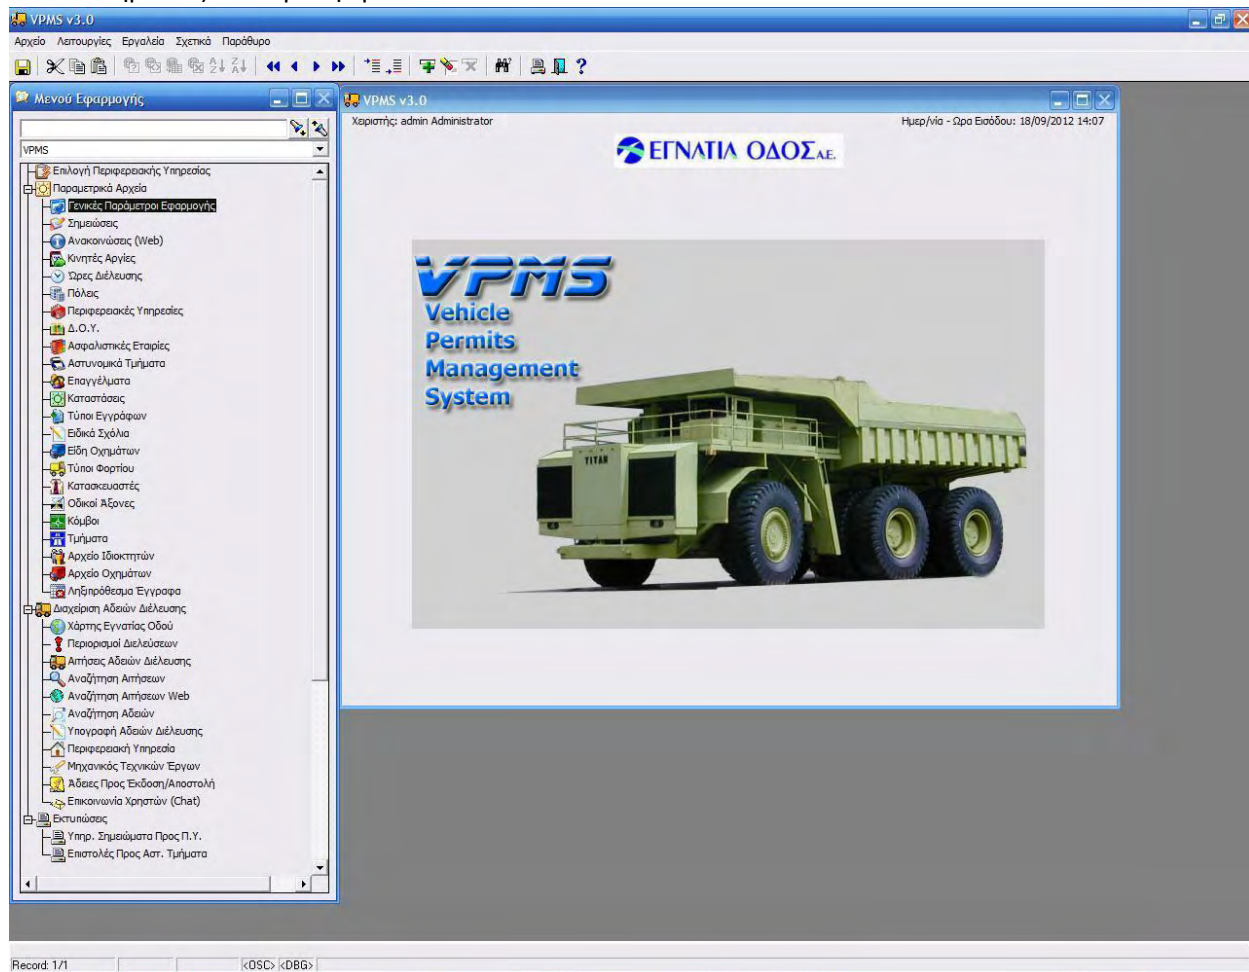 VPMS v3.0
Αρχείο Λειτουργίες Εργαλεία Σχετικά Παράθυρο
Μενού Εφαρμογής
VPMS
Επιλογή Περιφερειακής Υπηρεσίας
Παραμετρικά Αρχεία
Γενικές Παράμετροι Εφαρμογής
Σημειώσεις
Ανακοινώσεις (Web)
Κινητές Αργίες
Ώρες Διέλευσης
Πόλεις
Περιφερειακές Υπηρεσίες
Δ.Ο.Υ.
Ασφαλιστικές Εταιρίες
Αστυνομικά Τμήματα
Επαγγέλματα
Καταστάσεις
Τύποι Εγγράφων
Ειδικά Σχόλια
Είδη Οχημάτων
Τύποι Φορτίου
Κατασκευαστές
Οδικοί Άξονες
Κόμβοι
Τμήματα
Αρχείο Ιδιοκτητών
Αρχείο Οχημάτων
Ληξιπρόθεσμα Έγγραφα
Διαχείριση Αδειών Διέλευσης
Χάρτης Εγνατίας Οδού
Περιορισμοί Διελεύσεων
Αιτήσεις Αδειών Διέλευσης
Αναζήτηση Αιτήσεων
Αναζήτηση Αιτήσεων Web
Αναζήτηση Αδειών
Υπογραφή Αδειών Διέλευσης
Περιφερειακή Υπηρεσία
Μηχανικός Τεχνικών Έργων
Άδειες Προς Έκδοση/Αποστολή
Επικοινωνία Χρηστών (Chat)
Εκτυπώσεις
Υπηρ. Σημειώματα Προς Π.Υ.
Επιστολές Προς Αστ. Τμήματα
VPMS v3.0
Χειριστής: admin Administrator
Ημερ/νία - Ωρα Εισόδου: 18/09/2012 14:07
ΕΓΝΑΤΙΑ ΟΔΟΣ Α.Ε.
VPMS
Vehicle
Permits
Management
System
TITAN
Record: 1/1
<OSC> <DBG>